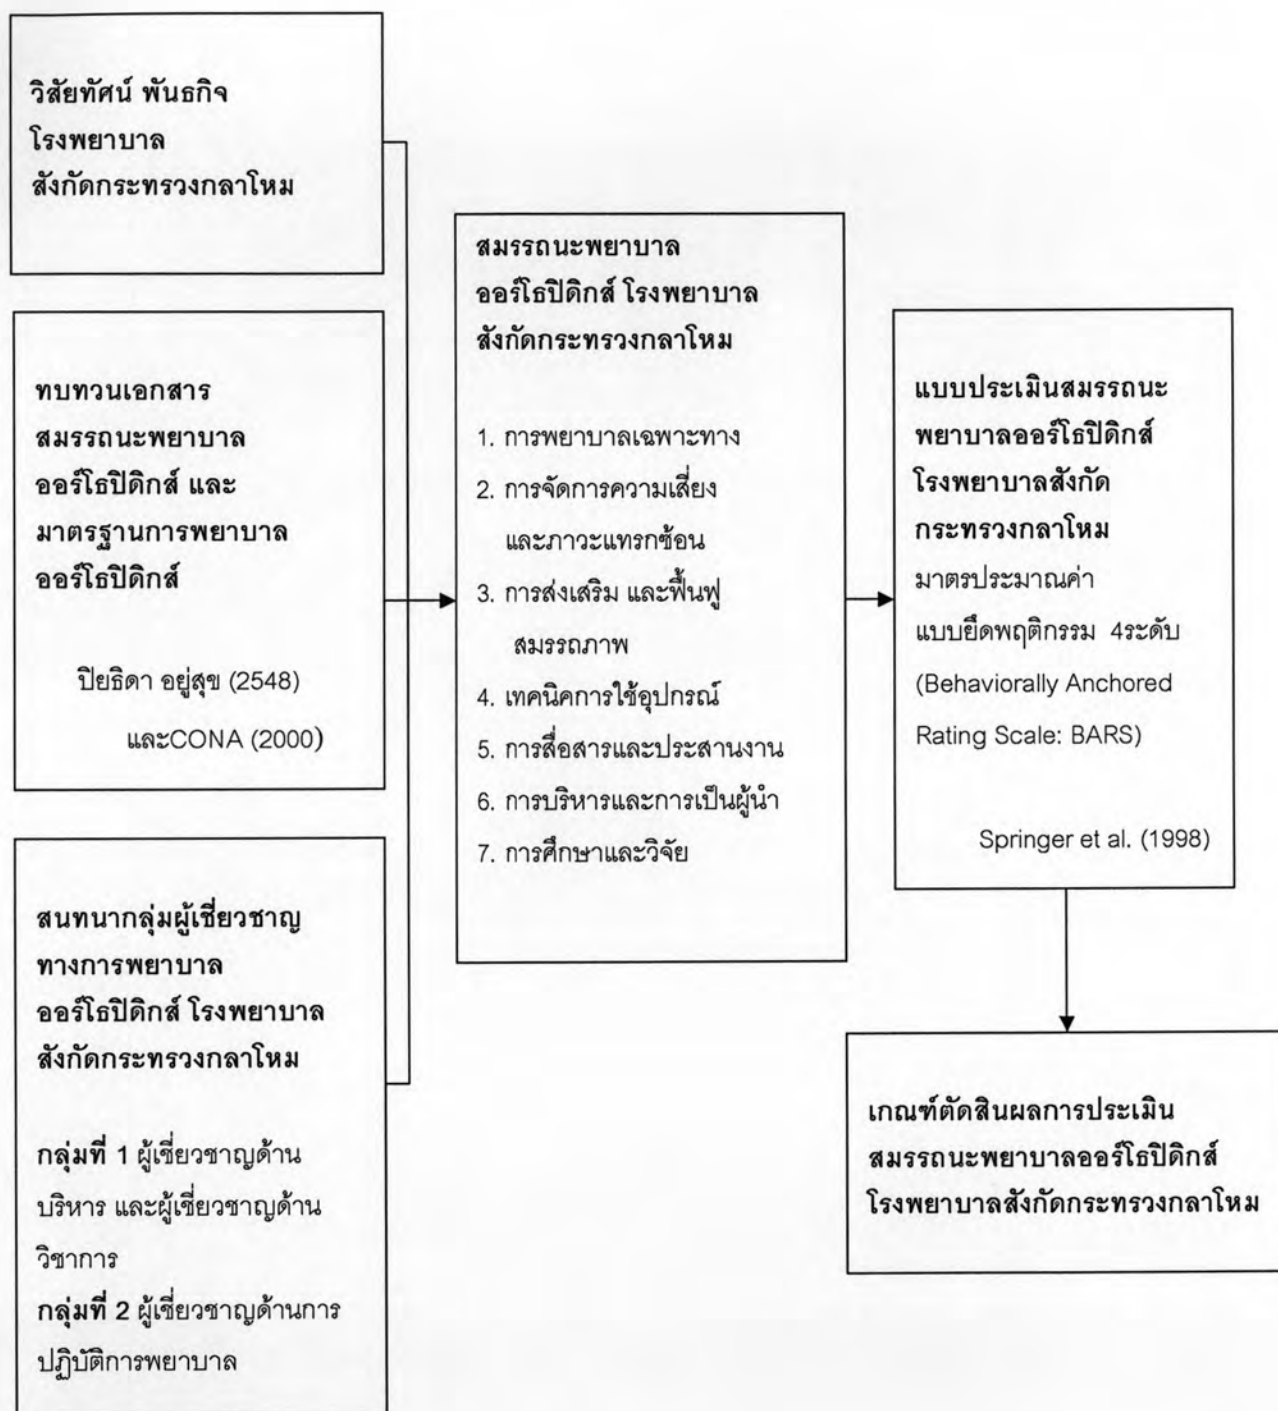 วิสัยทัศน์ พันธกิจ
โรงพยาบาล
สังกัดกระทรวงกลาโหม
ทบทวนเอกสาร
สมรรถนะพยาบาล
ออร์โธปิดิกส์ และ
มาตรฐานการพยาบาล
ออร์โธปิดิกส์
ปิยธิดา อยู่สุข (2548)
และCONA (2000)
สนทนากลุ่มผู้เชี่ยวชาญ
ทางการพยาบาล
ออร์โธปิดิกส์ โรงพยาบาล
สังกัดกระทรวงกลาโหม
กลุ่มที่ 1 ผู้เชี่ยวชาญด้าน
บริหาร และผู้เชี่ยวชาญด้าน
วิชาการ
กลุ่มที่ 2 ผู้เชี่ยวชาญด้านการ
ปฏิบัติการพยาบาล
สมรรถนะพยาบาล
ออร์โธปิดิกส์ โรงพยาบาล
สังกัดกระทรวงกลาโหม
1. การพยาบาลเฉพาะทาง
2. การจัดการความเสี่ยง
และภาวะแทรกซ้อน
3. การส่งเสริม และฟื้นฟู
สมรรถภาพ
4. เทคนิคการใช้อุปกรณ์
5. การสื่อสารและประสานงาน
6. การบริหารและการเป็นผู้นำ
7. การศึกษาและวิจัย
แบบประเมินสมรรถนะ
พยาบาลออร์โธปิดิกส์
โรงพยาบาลสังกัด
กระทรวงกลาโหม
มาตรประมาณค่า
แบบยึดพฤติกรรม 4ระดับ
(Behaviorally Anchored
Rating Scale: BARS)
Springer et al. (1998)
เกณฑ์ตัดสินผลการประเมิน
สมรรถนะพยาบาลออร์โธปิดิกส์
โรงพยาบาลสังกัดกระทรวงกลาโหม